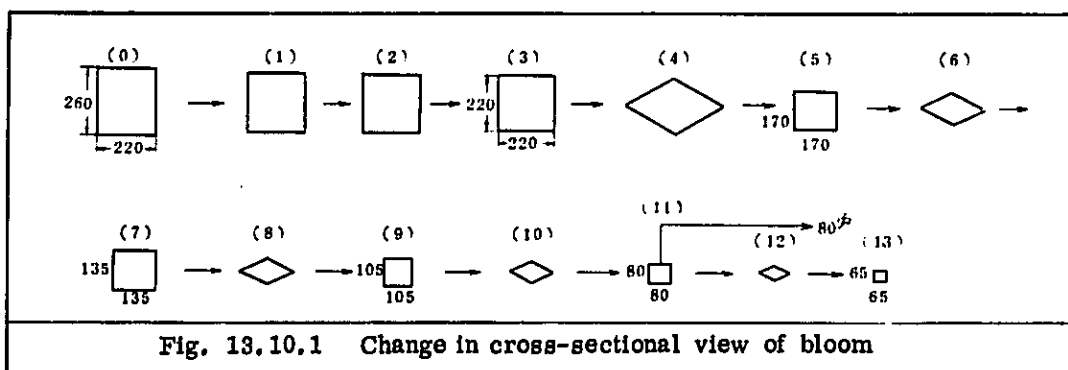 (0) (1) (2) (3) (4) (5) (6)
260 220 170
220 220 170
(11)
(7) (8) (9) (10) (12) (13)
135 105 80 65
135 105 80 65
Fig. 13.10.1 Change in cross-sectional view of bloom